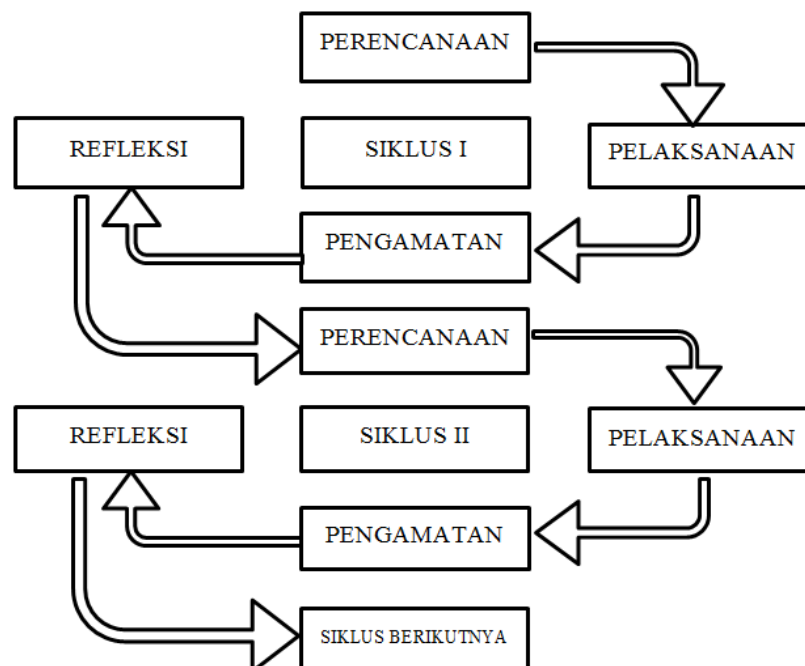 PERENCANAAN
REFLEKSI
SIKLUS I
PELAKSANAAN
PENGAMATAN
PERENCANAAN
REFLEKSI
SIKLUS II
PELAKSANAAN
PENGAMATAN
SIKLUS BERIKUTNYA